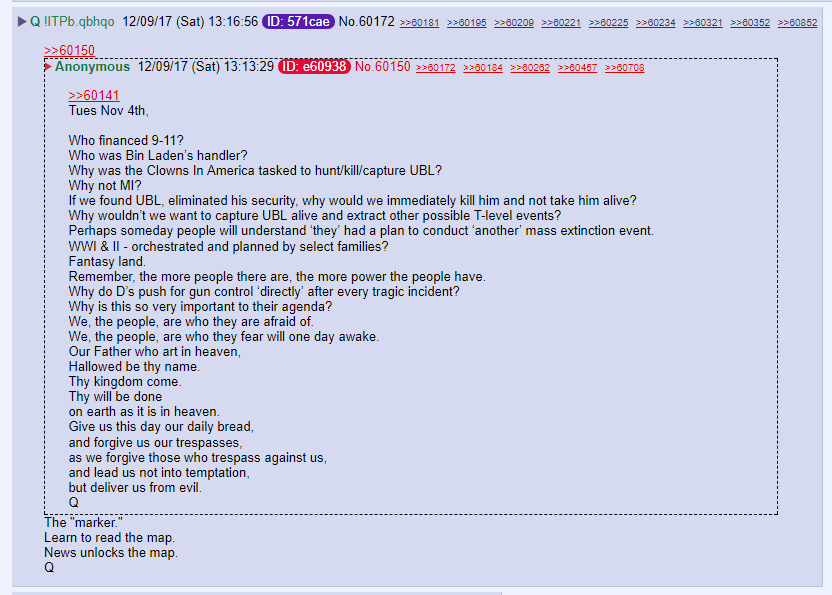 ▶ Q !ITPb.qbhqo 12/09/17 (Sat) 13:16:56 ID: 571cae No.60172 >>60181 >>60195 >>60209 >>60221 >>60225 >>60234 >>60321 >>60352 >>60852
>>60150
▶ Anonymous 12/09/17 (Sat) 13:13:29 ID: e60938 No.60150 >>60172 >>60184 >>60262 >>60457 >>60708
>>60141
Tues Nov 4th,
Who financed 9-11?
Who was Bin Laden’s handler?
Why was the Clowns In America tasked to hunt/kill/capture UBL?
Why not MI?
If we found UBL, eliminated his security, why would we immediately kill him and not take him alive?
Why wouldn’t we want to capture UBL alive and extract other possible T-level events?
Perhaps someday people will understand ‘they’ had a plan to conduct ‘another’ mass extinction event.
WWI & II - orchestrated and planned by select families?
Fantasy land.
Remember, the more people there are, the more power the people have.
Why do D’s push for gun control ‘directly’ after every tragic incident?
Why is this so very important to their agenda?
We, the people, are who they are afraid of.
We, the people, are who they fear will one day awake.
Our Father who art in heaven,
Hallowed be thy name.
Thy kingdom come.
Thy will be done
on earth as it is in heaven.
Give us this day our daily bread,
and forgive us our trespasses,
as we forgive those who trespass against us,
and lead us not into temptation,
but deliver us from evil.
Q
The "marker."
Learn to read the map.
News unlocks the map.
Q